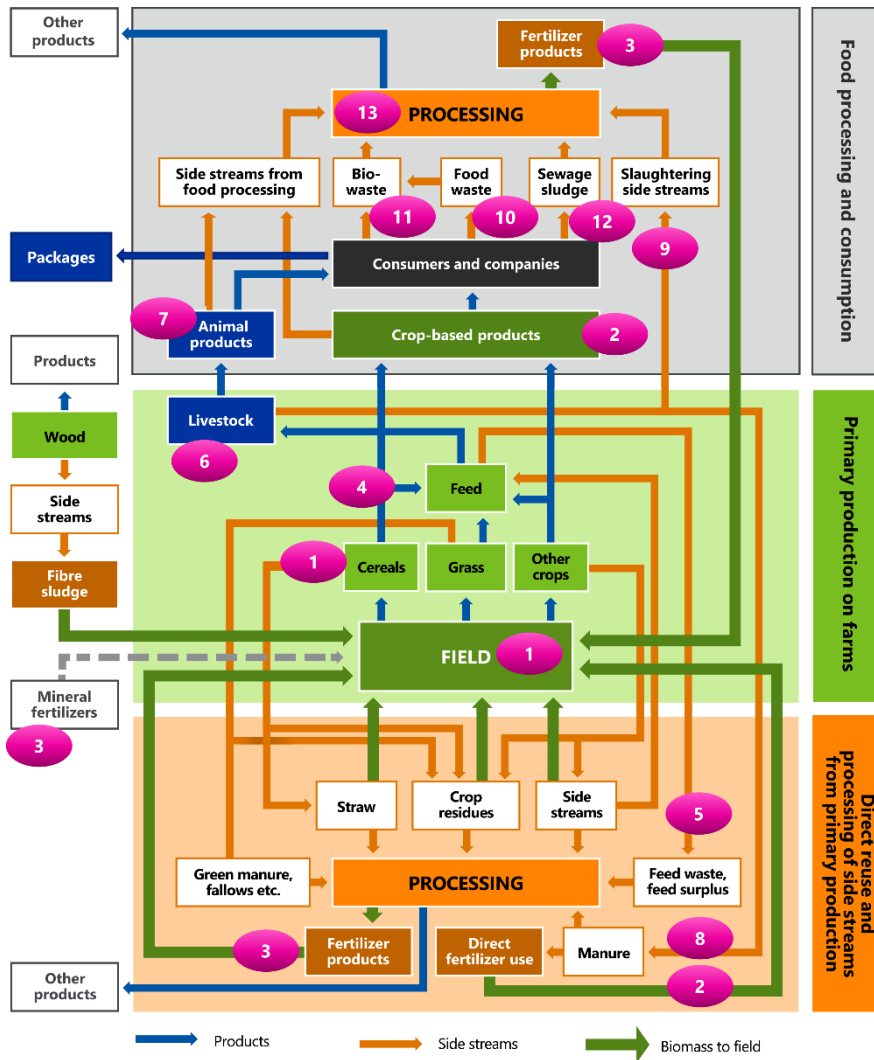 Other
products
Fertilizer
products
3
Food processing and consumption
13
PROCESSING
Side streams from
food processing
Bio-
waste
Food
waste
Sewage
sludge
Slaughtering
side streams
11
10
12
9
Packages
Consumers and companies
7
Animal
products
Crop-based products
2
Products
Livestock
Primary production on farms
Wood
6
4
Feed
Side
streams
1
Cereals
Grass
Other
crops
Fibre
sludge
FIELD
1
Mineral
fertilizers
3
Direct reuse and
processing of side streams
from primary production
Straw
Crop
residues
Side
streams
5
Green manure,
fallows etc.
PROCESSING
Feed waste,
feed surplus
3
Fertilizer
products
Direct
fertilizer use
Manure
8
2
Other
products
Products
Side streams
Biomass to field